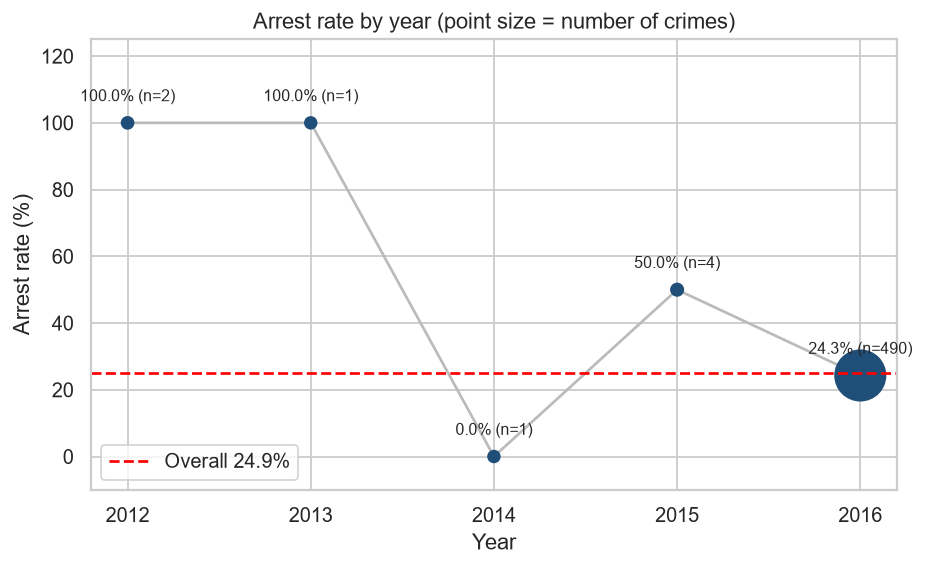 Arrest rate by year (point size = number of crimes)
120
100
80
60
40
20
0
Arrest rate (%)
100.0% (n=2)
100.0% (n=1)
0.0% (n=1)
50.0% (n=4)
24.3% (n=490)
Overall 24.9%
2012
2013
2014
2015
2016
Year